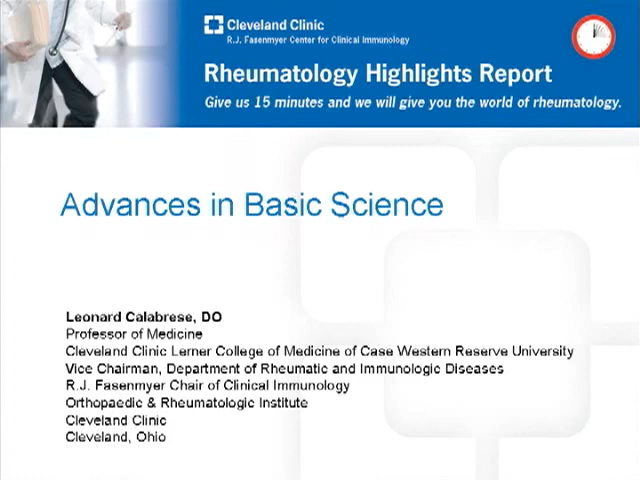 Cleveland Clinic
R.J. Fasenmyer Center for Clinical Immunology
Rheumatology Highlights Report
Give us 15 minutes and we will give you the world of rheumatology.
Advances in Basic Science
Leonard Calabrese, DO
Professor of Medicine
Cleveland Clinic Lerner College of Medicine of Case Western Reserve University
Vice Chairman, Department of Rheumatic and Immunologic Diseases
R.J. Fasenmyer Chair of Clinical Immunology
Orthopaedic & Rheumatologic Institute
Cleveland Clinic
Cleveland, Ohio